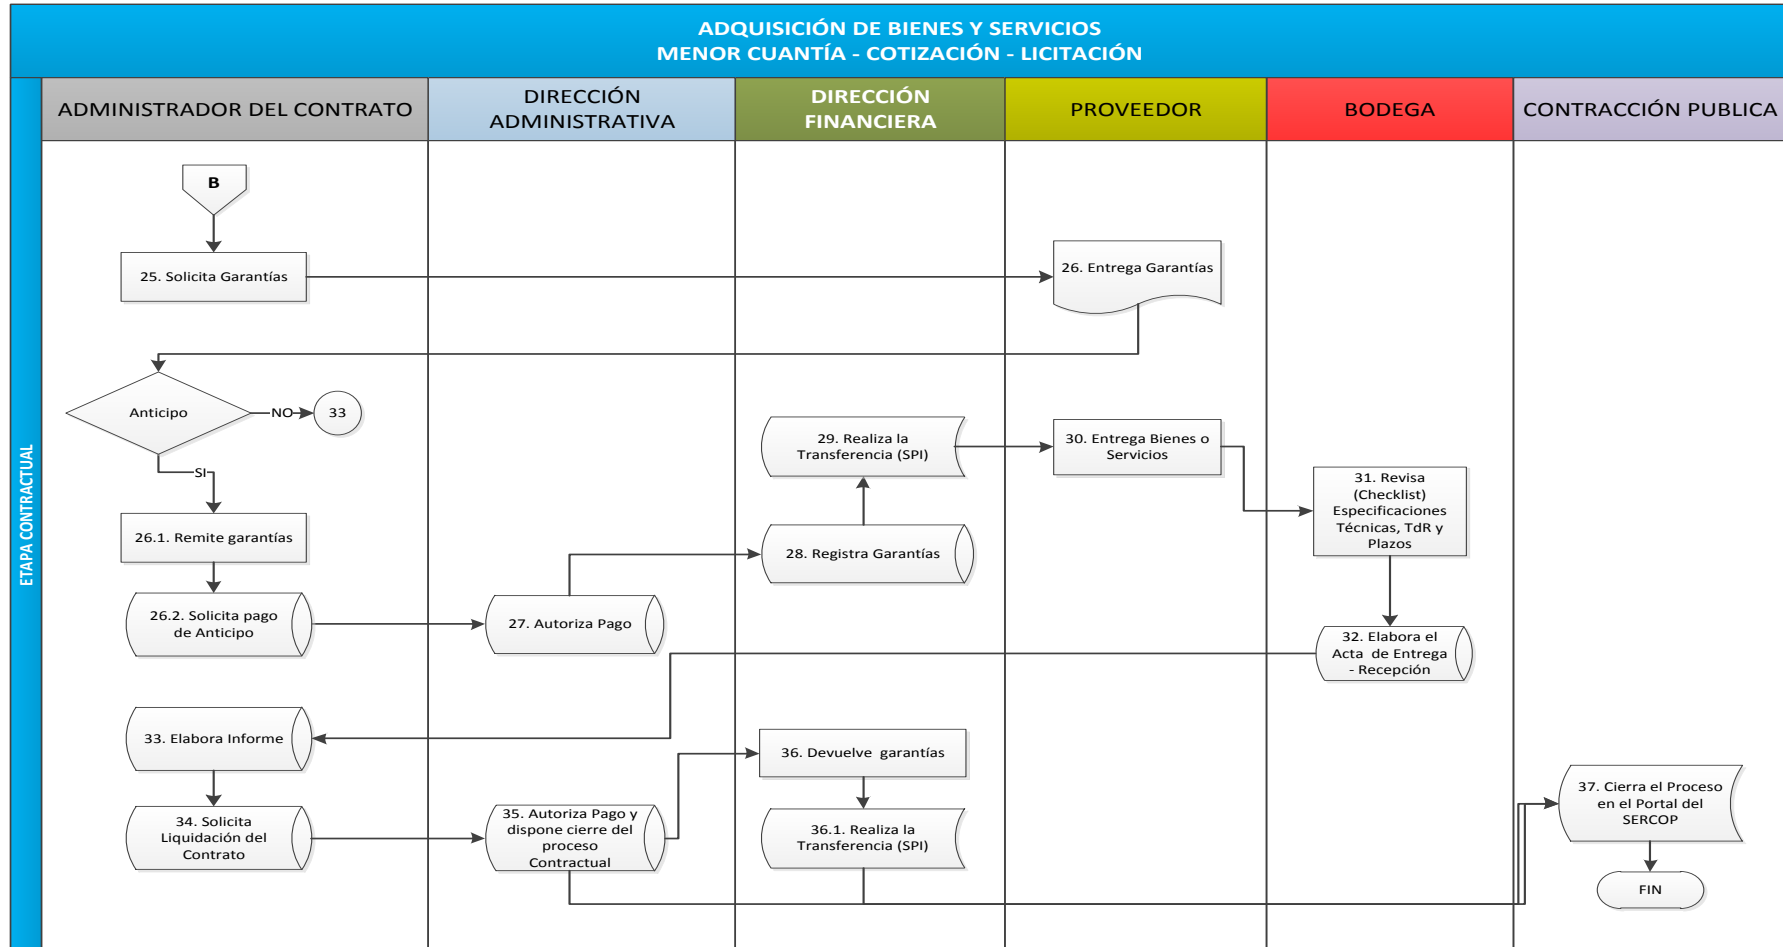 ADQUISICIÓN DE BIENES Y SERVICIOS
MENOR CUANTÍA - COTIZACIÓN - LICITACIÓN
ETAPA CONTRACTUAL
ADMINISTRADOR DEL CONTRATO
DIRECCIÓN
ADMINISTRATIVA
DIRECCIÓN
FINANCIERA
PROVEEDOR
BODEGA
CONTRACCIÓN PUBLICA
B
25. Solicita Garantías
26. Entrega Garantías
Anticipo
NO
33
SI
26.1. Remite garantías
26.2. Solicita pago
de Anticipo
27. Autoriza Pago
28. Registra Garantías
29. Realiza la
Transferencia (SPI)
30. Entrega Bienes o
Servicios
31. Revisa
(Checklist)
Especificaciones
Técnicas, TdR y
Plazos
32. Elabora el
Acta de Entrega
- Recepción
33. Elabora Informe
34. Solicita
Liquidación del
Contrato
35. Autoriza Pago y
dispone cierre del
proceso
Contractual
36. Devuelve garantías
36.1. Realiza la
Transferencia (SPI)
37. Cierra el Proceso
en el Portal del
SERCOP
FIN